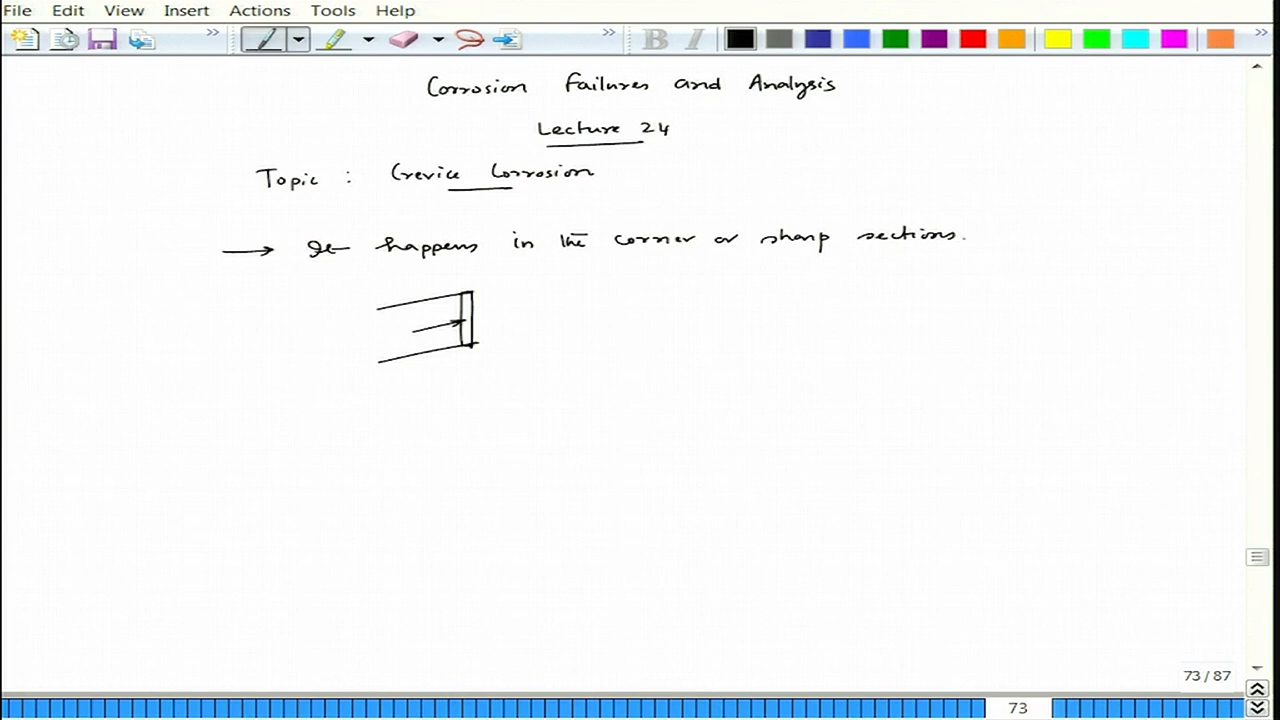 File Edit View Insert Actions Tools Help
B I
Corrosion Failures and Analysis
Lecture 24
Topic : Crevice Corrosion
→ It happens in the corner or sharp sections.
73 / 87
73